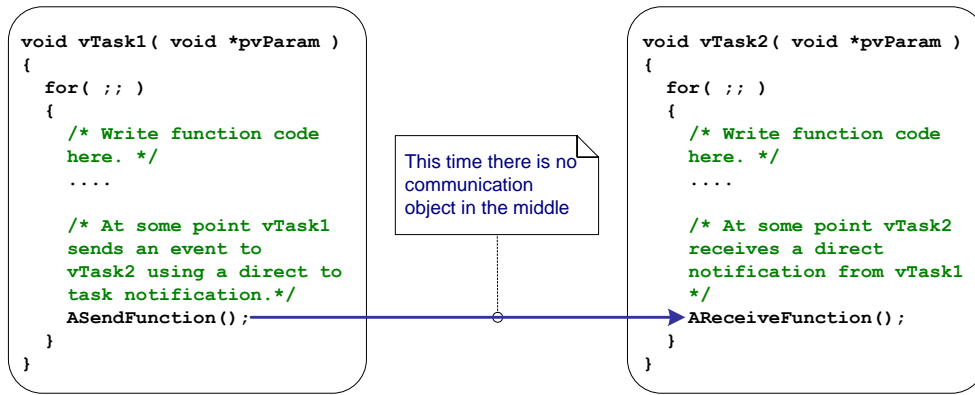 void vTask1( void *pvParam )
{
for( ;; )
{
/* Write function code
here. */
....
/* At some point vTask1
sends an event to
vTask2 using a direct to
task notification.*/
ASendFunction();
}
}
This time there is no
communication
object in the middle
void vTask2( void *pvParam )
{
for( ;; )
{
/* Write function code
here. */
....
/* At some point vTask2
receives a direct
notification from vTask1
*/
AReceiveFunction();
}
}